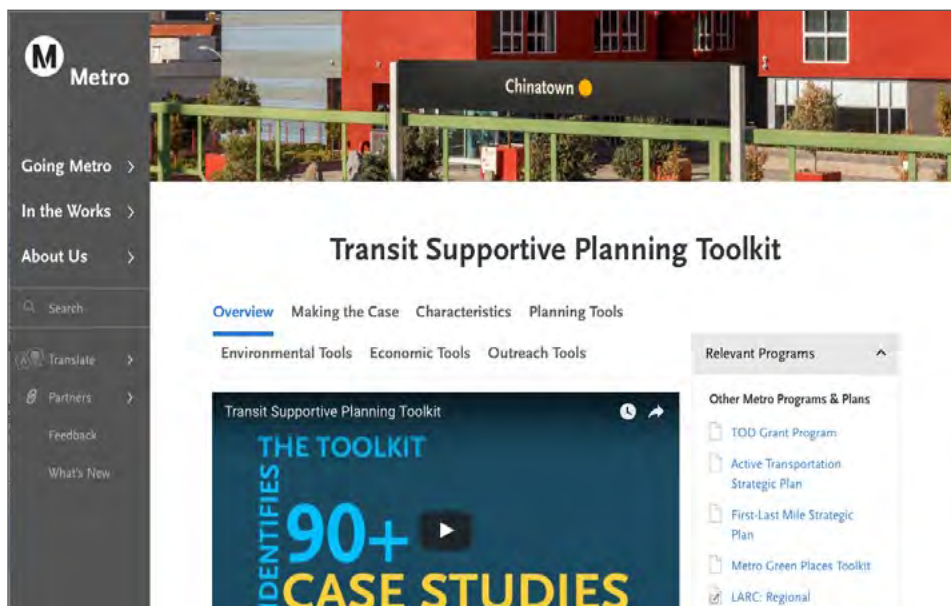 M
Metro
Chinatown
Going Metro
In the Works
About Us
Search
Translate
Partners
Feedback
What's New
Transit Supportive Planning Toolkit
Overview Making the Case Characteristics Planning Tools
Environmental Tools Economic Tools Outreach Tools
Transit Supportive Planning Toolkit
THE TOOLKIT
IDENTIFIES
90+
CASE STUDIES
Relevant Programs
Other Metro Programs & Plans
TOD Grant Program
Active Transportation
Strategic Plan
First-Last Mile Strategic
Plan
Metro Green Places Toolkit
LARC: Regional